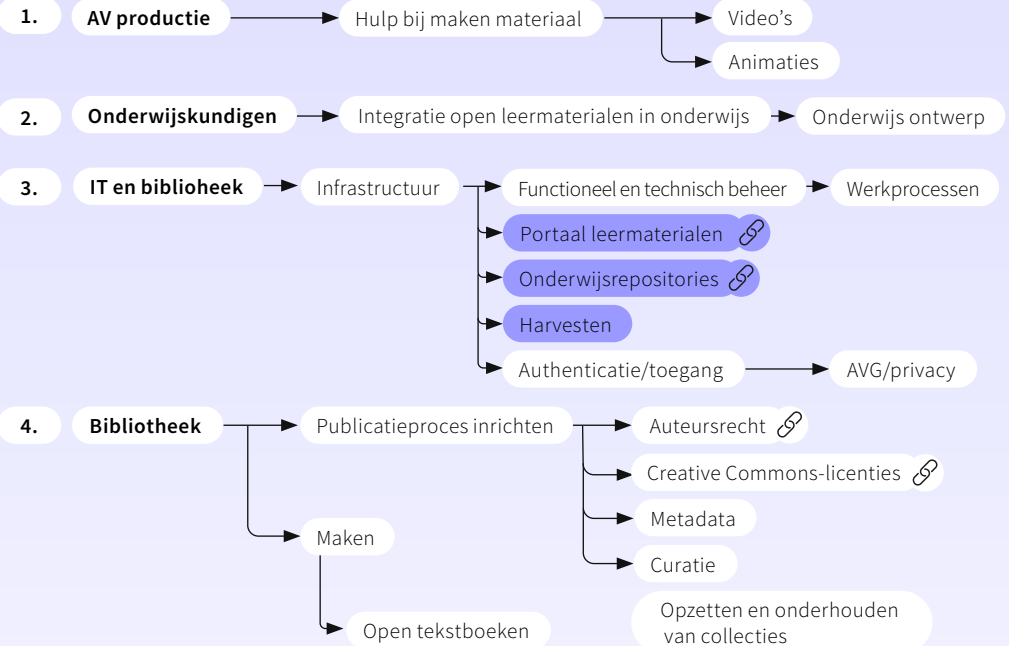 1. AV productie Hulp bij maken materiaal Video’s
Animaties
2. Onderwijskundigen Integratie open leermaterialen in onderwijs Onderwijs ontwerp
3. IT en biblioheek Infrastructuur Functioneel en technisch beheer Werkprocessen
Portaal leermaterialen
Onderwijsrepositories
Harvesten
Authenticatie/toegang AVG/privacy
4. Bibliotheek Publicatieproces inrichten Auteursrecht
Creative Commons-licenties
Metadata
Maken
Curatie
Opzetten en onderhouden
van collecties
Open tekstboeken